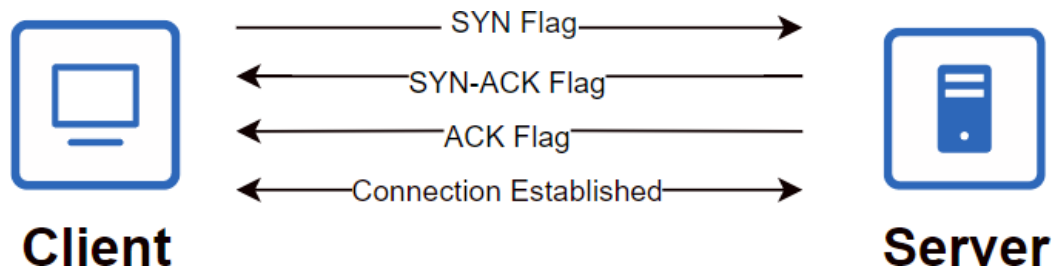 SYN Flag
SYN-ACK Flag
ACK Flag
Connection Established
Client
Server